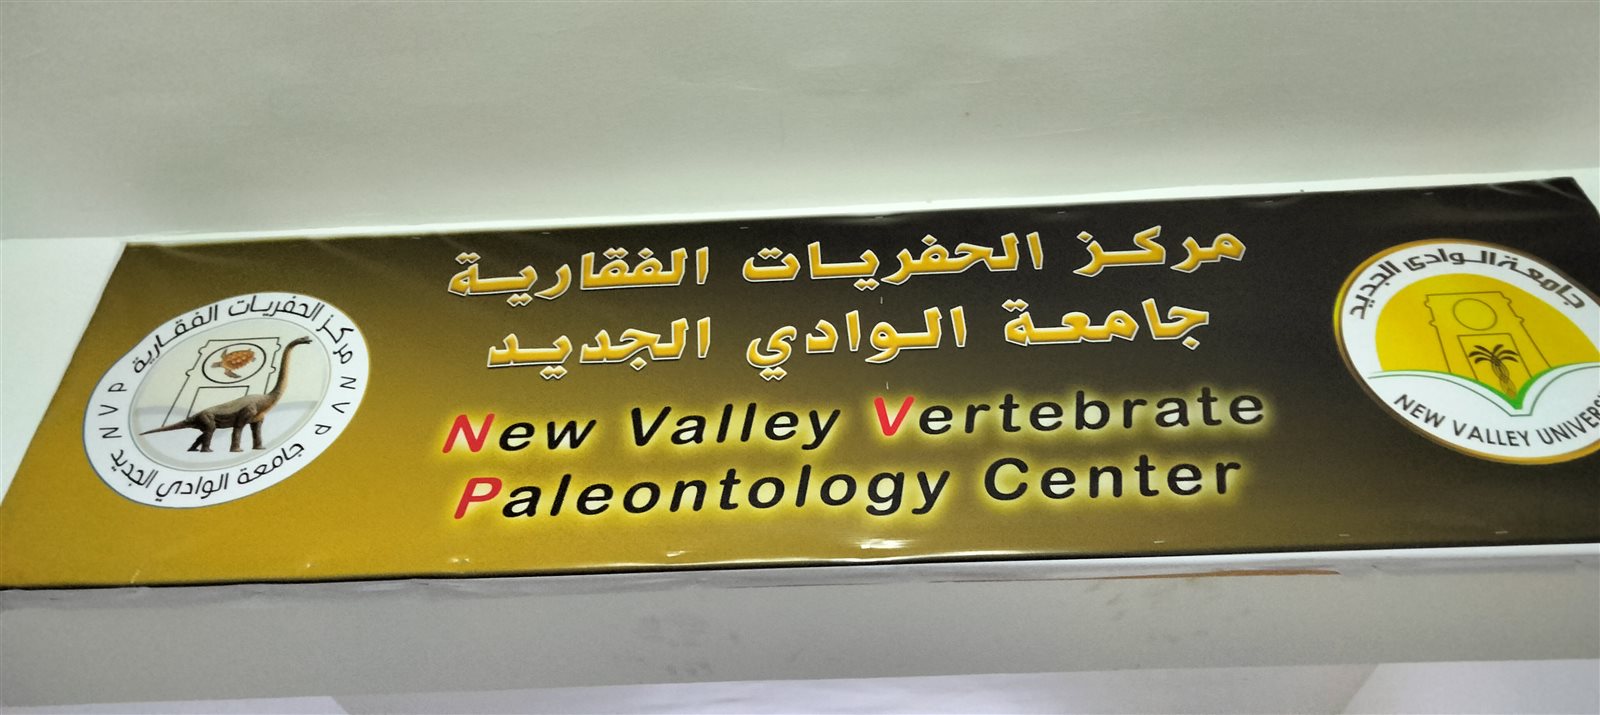 مركز الحفريات الفقارية
جامعة الوادي الجديد
New Valley Vertebrate
Paleontology Center
مركز الحفريات الفقارية
NVP
NVP
جامعة الوادي الجديد
جامعة الوادى الجديد
NEW VALLEY